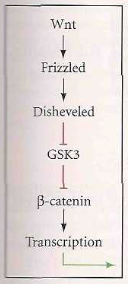 Wnt
Frizzled
Disheveled
GSK3
β-catenin
Transcription